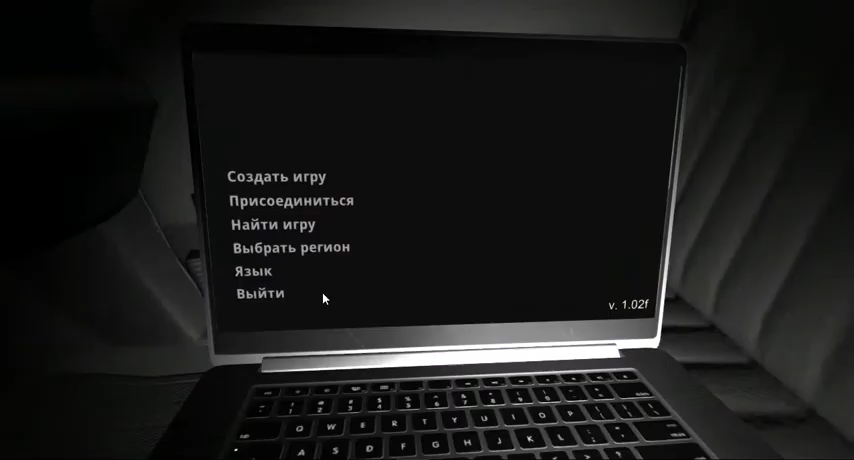 Создать игру
Присоединиться
Найти игру
Выбрать регион
Язык
Выйти
v. 1.02f
Q W E R T Y U I O P
A S D F G H J K L